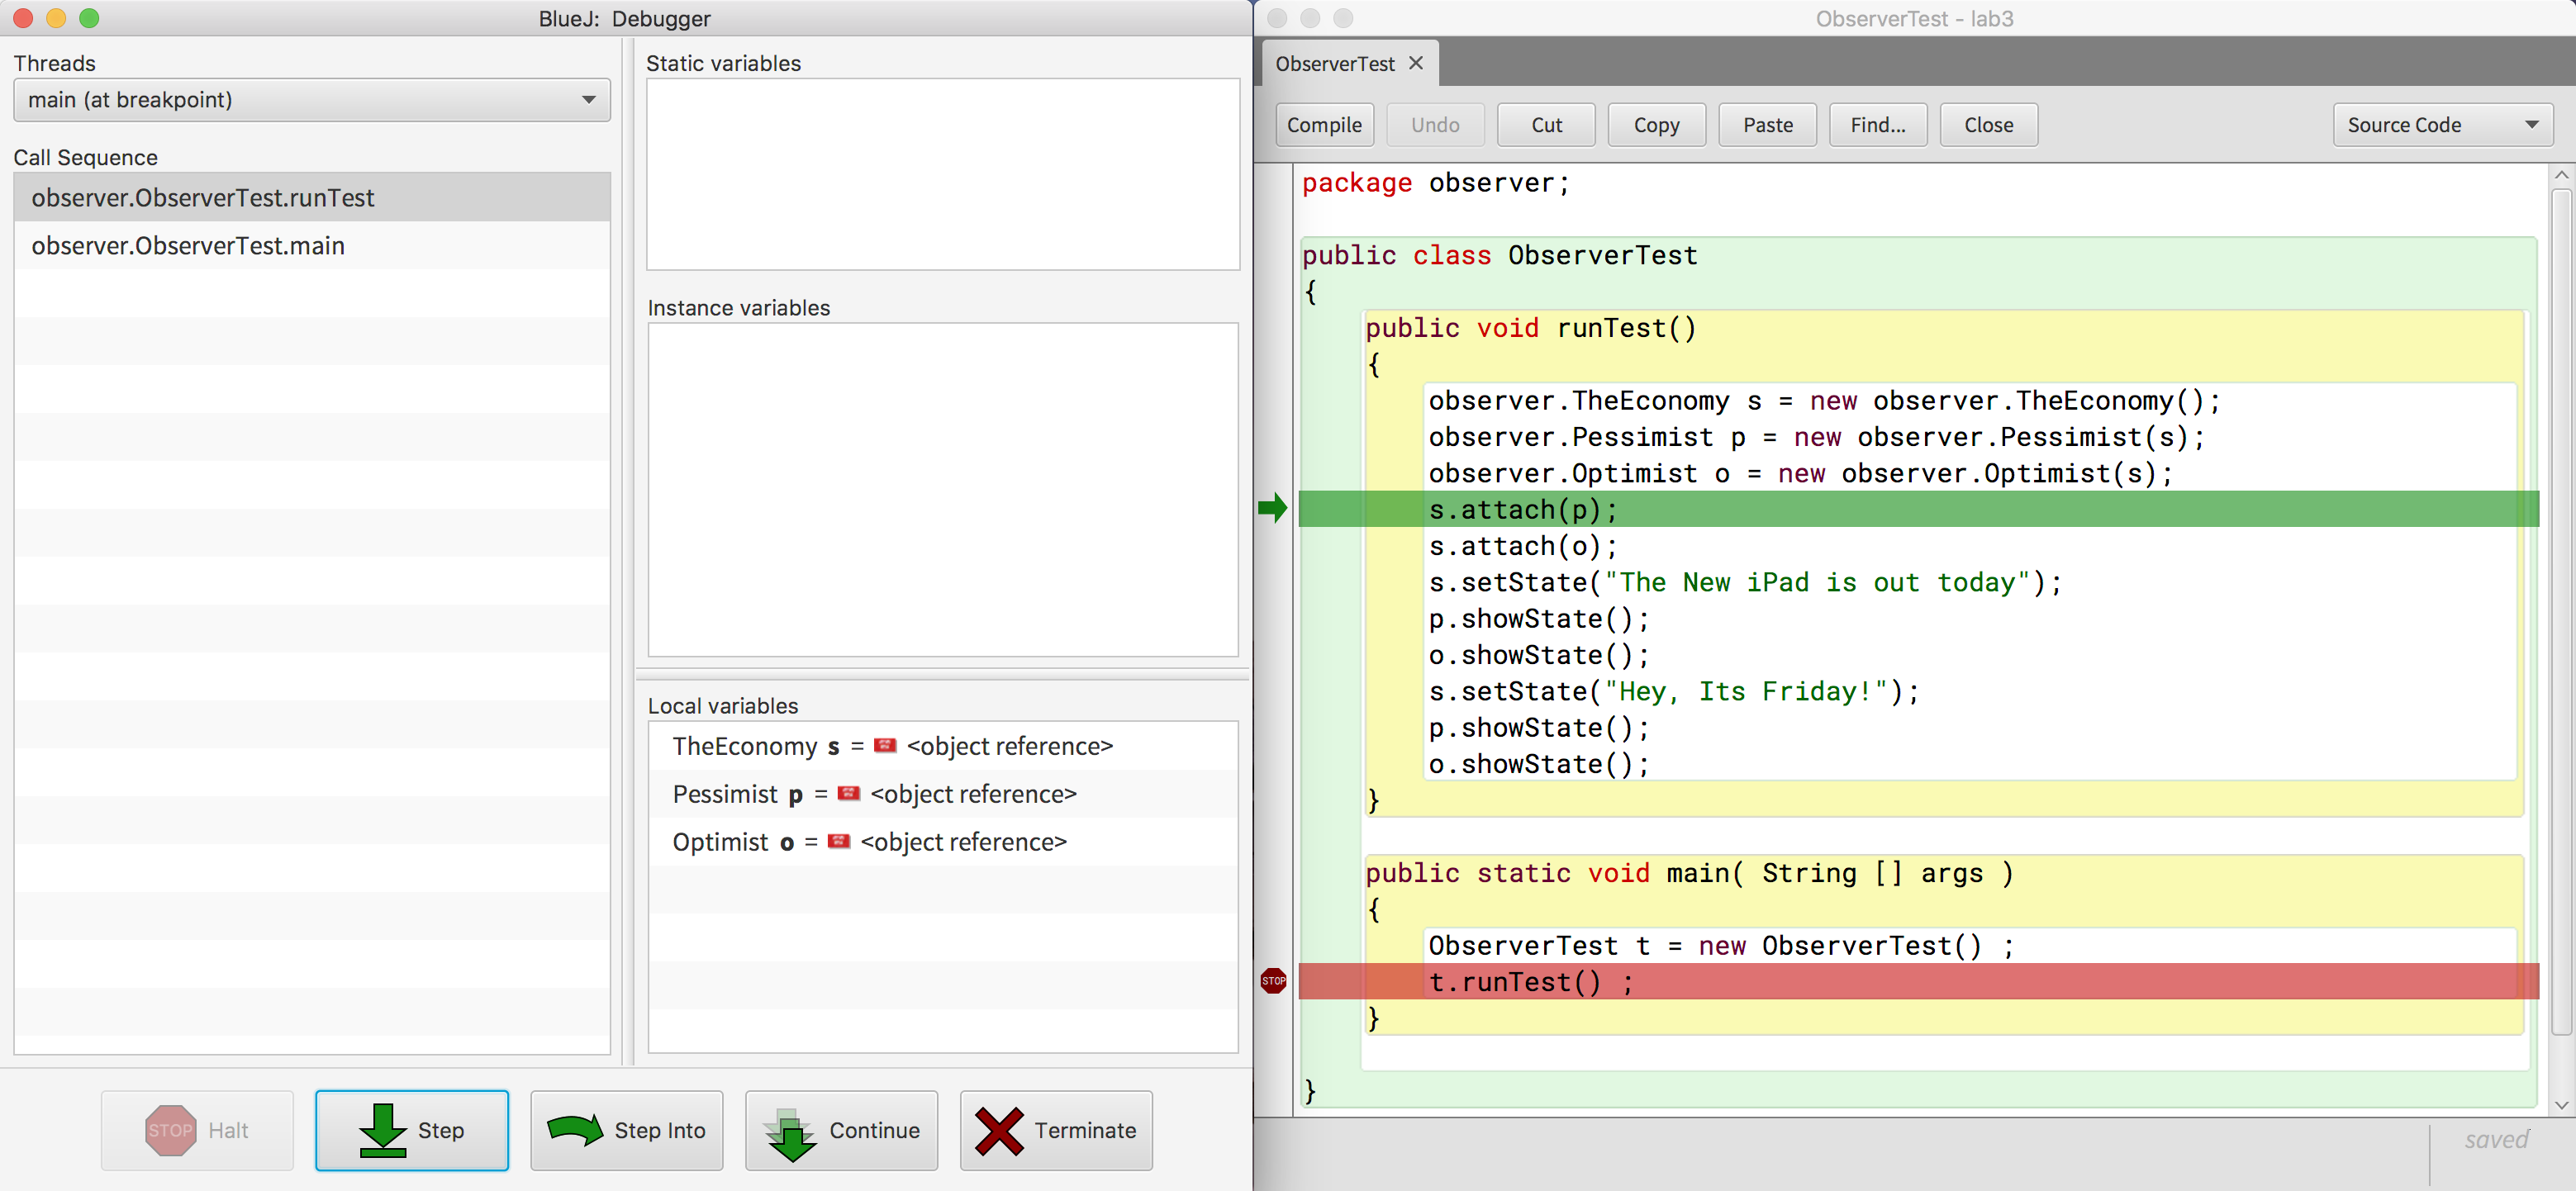 BlueJ: Debugger
Threads
main (at breakpoint)
Call Sequence
observer.ObserverTest.runTest
observer.ObserverTest.main
Static variables
Instance variables
Local variables
TheEconomy s = <object reference>
Pessimist p = <object reference>
Optimist o = <object reference>
STOP Halt
Step
Step Into
Continue
Terminate
ObserverTest - lab3
ObserverTest
Compile
Undo
Cut
Copy
Paste
Find...
Close
Source Code
package observer;
public class ObserverTest
{
public void runTest()
{
observer.TheEconomy s = new observer.TheEconomy();
observer.Pessimist p = new observer.Pessimist(s);
observer.Optimist o = new observer.Optimist(s);
s.attach(p);
s.attach(o);
s.setState("The New iPad is out today");
p.showState();
o.showState();
s.setState("Hey, Its Friday!");
p.showState();
o.showState();
}
public static void main( String [] args )
{
ObserverTest t = new ObserverTest() ;
STOP t.runTest() ;
}
}
saved